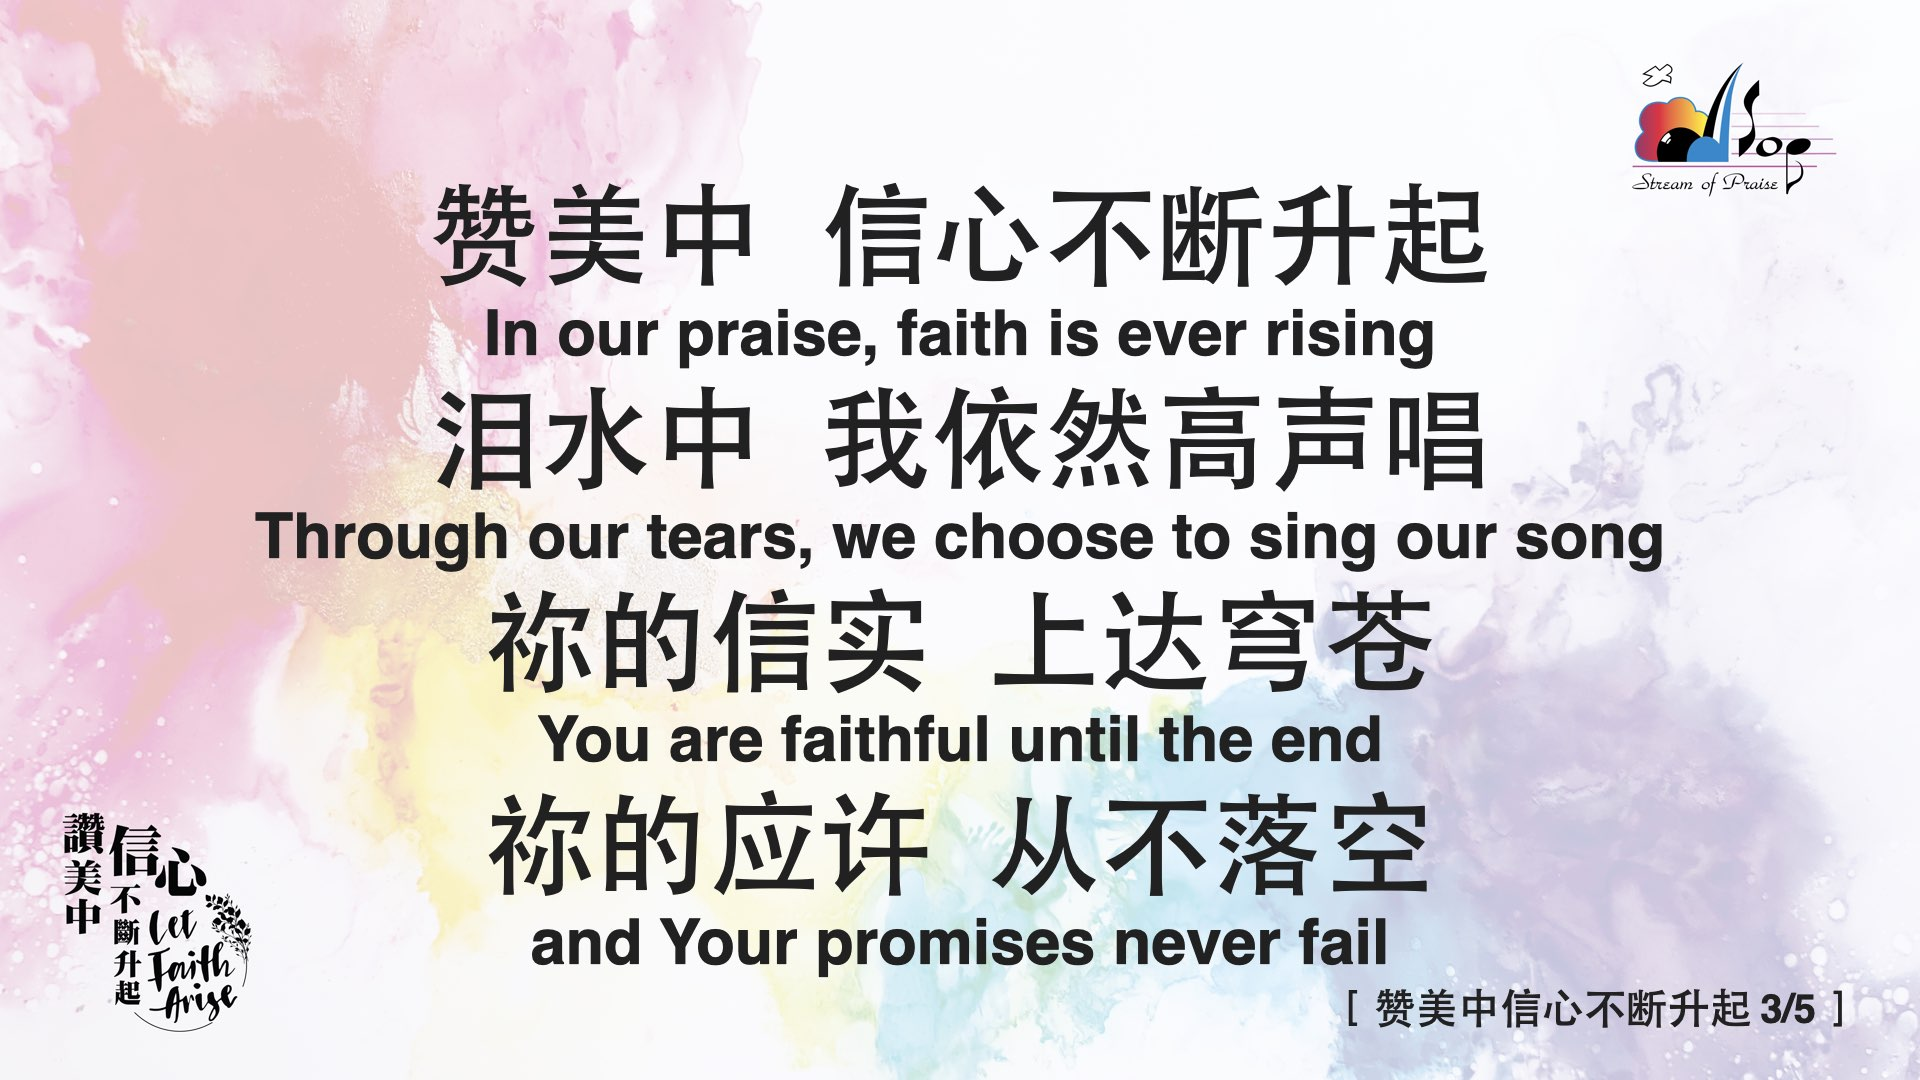 SOP
Stream of Praise
赞美中 信心不断升起
In our praise, faith is ever rising
泪水中 我依然高声唱
Through our tears, we choose to sing our song
祢的信实 上达穹苍
You are faithful until the end
祢的应许 从不落空
and Your promises never fail
讚美中
信心
不斷升起
Let
Faith
Arise
[ 赞美中信心不断升起 3/5 ]